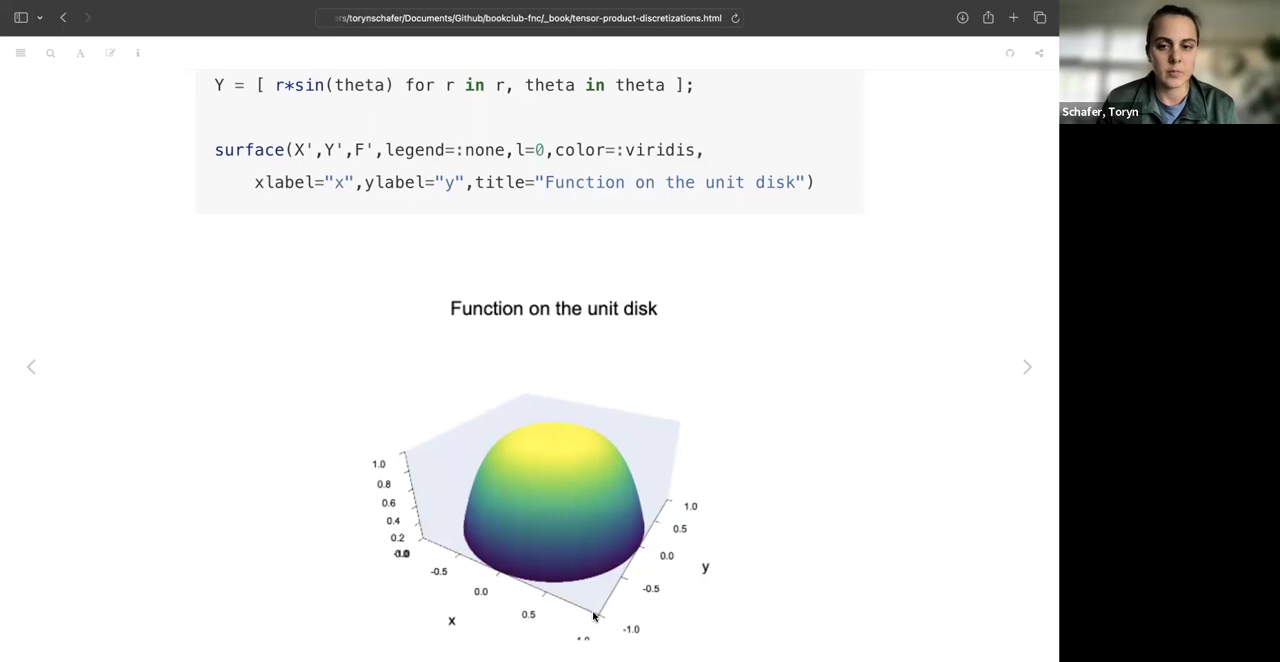 ers/torynschafer/Documents/Github/bookclub-fnc/_book/tensor-product-discretizations.html
Schafer, Toryn
Y = [ r*sin(theta) for r in r, theta in theta ];
surface(X',Y',F',legend=:none,l=0,color=:viridis,
xlabel="x",ylabel="y",title="Function on the unit disk")
Function on the unit disk
1.0
0.8
0.6
0.4
0.2
-1.0
-0.5
0.0
0.5
x
1.0
0.5
0.0
-0.5
-1.0
y